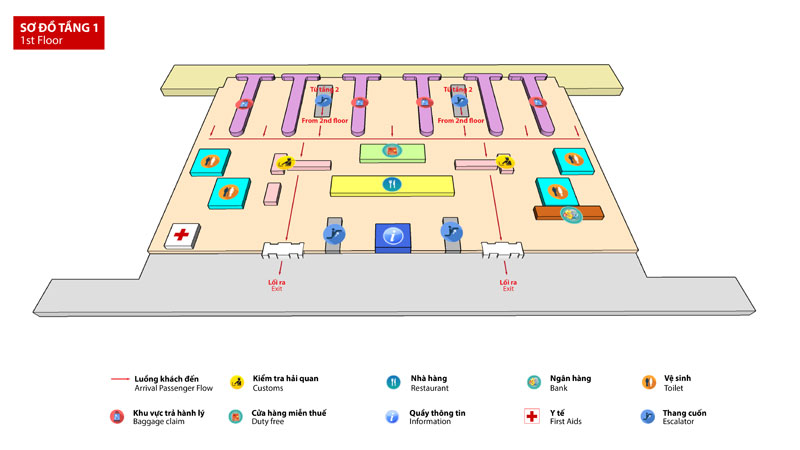 SƠ ĐỒ TẦNG 1
1st Floor
Từ tầng 2
Từ tầng 2
From 2nd floor
From 2nd floor
Lối ra
Exit
Lối ra
Exit
Luồng khách đến
Arrival Passenger Flow
Kiểm tra hải quan
Customs
Nhà hàng
Restaurant
Ngân hàng
Bank
Vệ sinh
Toilet
Khu vực trả hành lý
Baggage claim
Cửa hàng miễn thuế
Duty free
Quầy thông tin
Information
Y tế
First Aids
Thang cuốn
Escalator